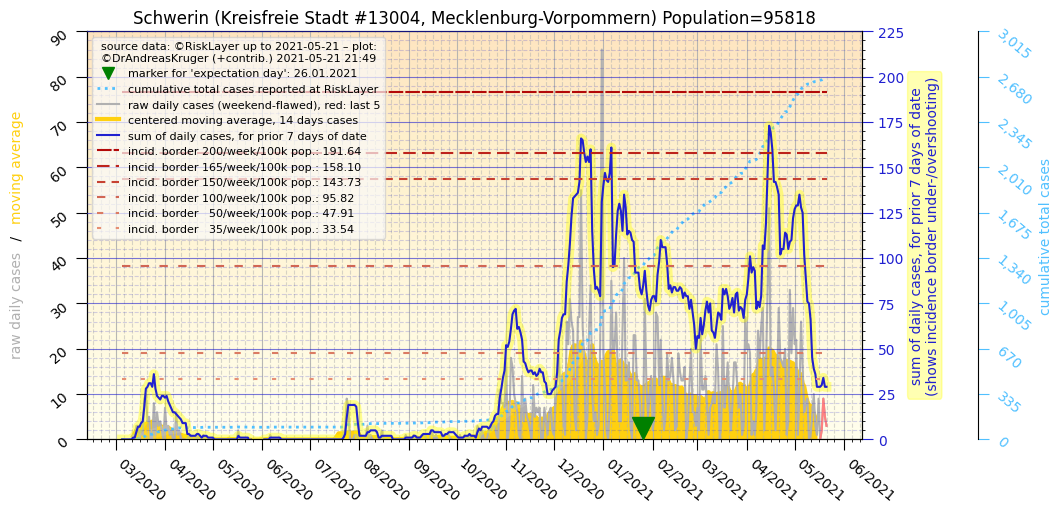 Schwerin (Kreisfreie Stadt #13004, Mecklenburg-Vorpommern) Population=95818
source data: ©RiskLayer up to 2021-05-21 – plot:
©DrAndreasKruger (+contrib.) 2021-05-21 21:49
marker for 'expectation day': 26.01.2021
cumulative total cases reported at RiskLayer
raw daily cases (weekend-flawed), red: last 5
centered moving average, 14 days cases
sum of daily cases, for prior 7 days of date
incid. border 200/week/100k pop.: 191.64
incid. border 165/week/100k pop.: 158.10
incid. border 150/week/100k pop.: 143.73
incid. border 100/week/100k pop.: 95.82
incid. border 50/week/100k pop.: 47.91
incid. border 35/week/100k pop.: 33.54
raw daily cases / moving average
90
80
70
60
50
40
30
20
10
0
225
200
175
150
125
100
75
50
25
0
sum of daily cases, for prior 7 days of date
(shows incidence border under-/overshooting)
3,015
2,680
2,345
2,010
1,675
1,340
1,005
670
335
0
cumulative total cases
03/2020
04/2020
05/2020
06/2020
07/2020
08/2020
09/2020
10/2020
11/2020
12/2020
01/2021
02/2021
03/2021
04/2021
05/2021
06/2021